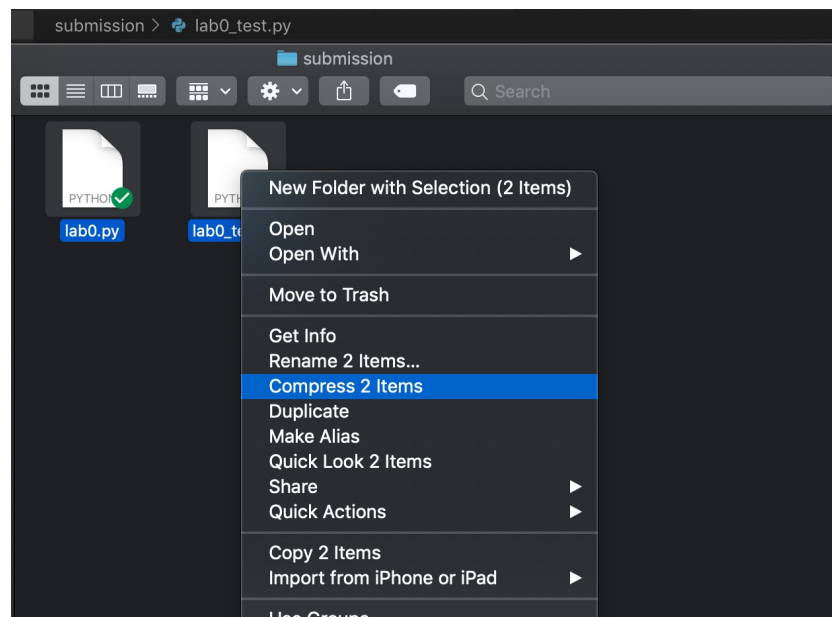 submission > lab0_test.py
submission
Search
PYTHON
lab0.py
New Folder with Selection (2 Items)
Open
Open With
Move to Trash
Get Info
Rename 2 Items...
Compress 2 Items
Duplicate
Make Alias
Quick Look 2 Items
Share
Quick Actions
Copy 2 Items
Import from iPhone or iPad
Use Groups